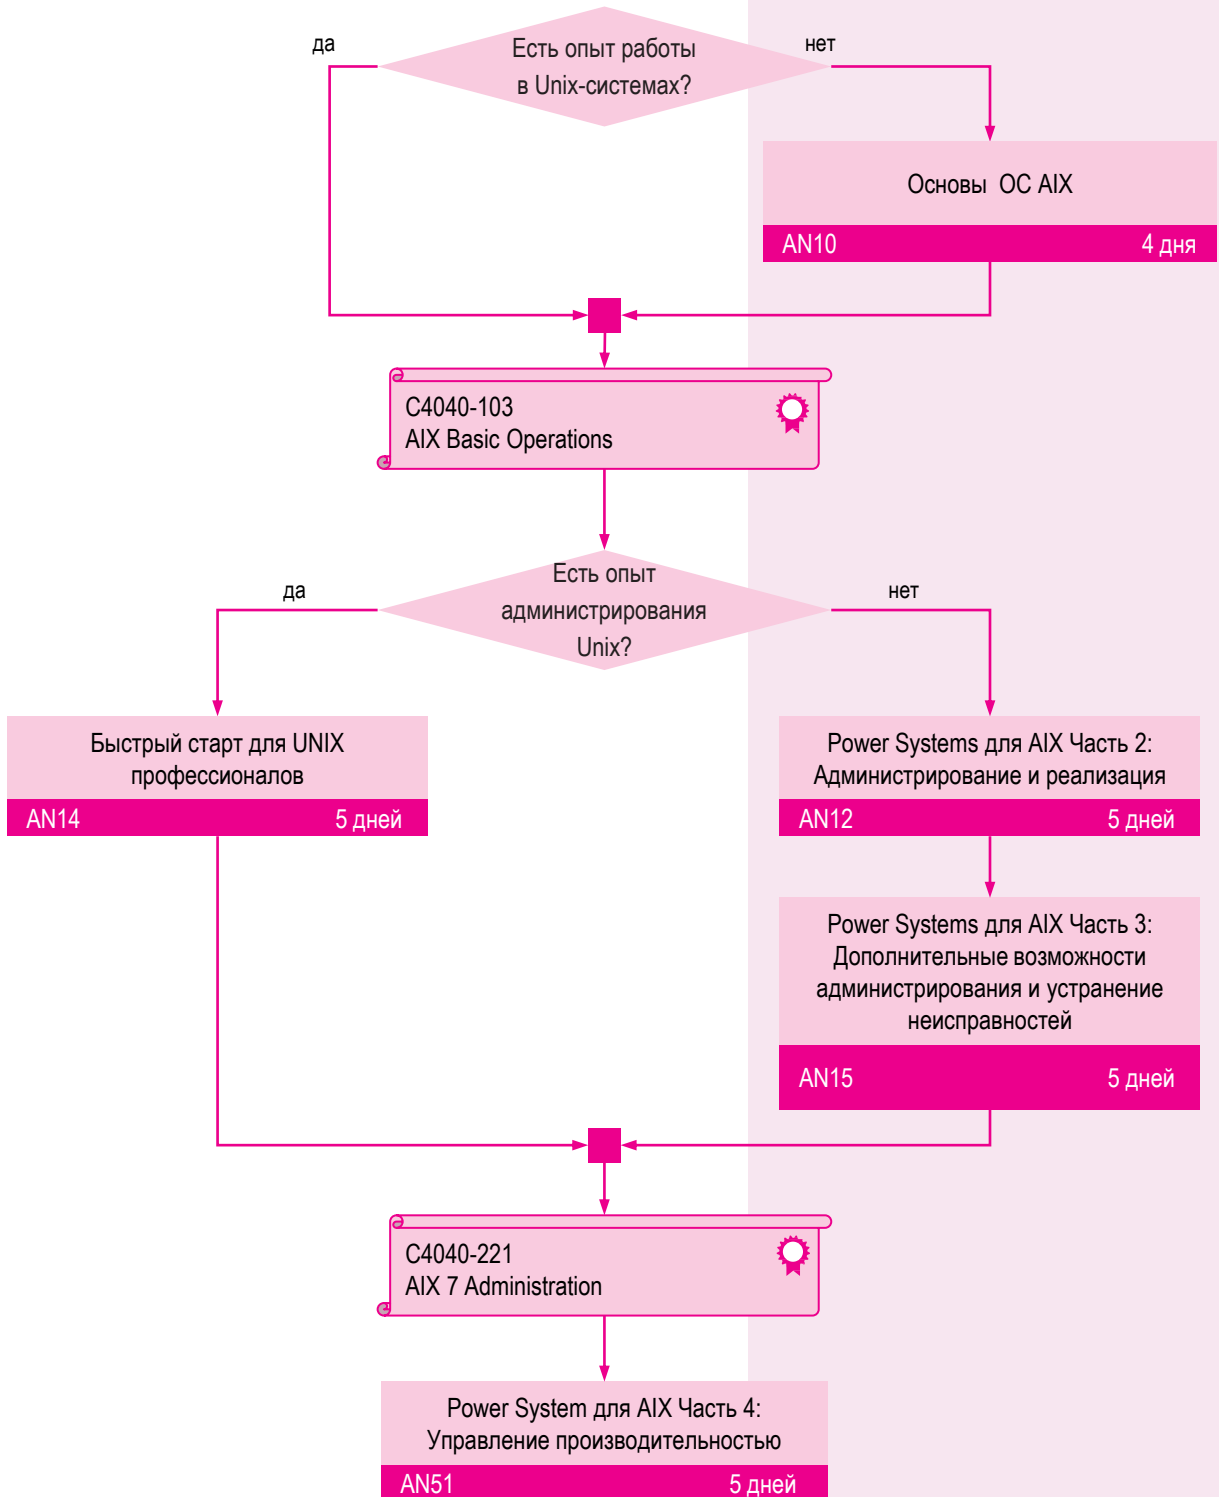 Есть опыт работы
в Unix-системах?
да
нет
Основы ОС AIX
AN10 4 дня
C4040-103
AIX Basic Operations
Есть опыт
администрирования
Unix?
да
нет
Быстрый старт для UNIX
профессионалов
AN14 5 дней
Power Systems для AIX Часть 2:
Администрирование и реализация
AN12 5 дней
Power Systems для AIX Часть 3:
Дополнительные возможности
администрирования и устранение
неисправностей
AN15 5 дней
C4040-221
AIX 7 Administration
Power System для AIX Часть 4:
Управление производительностью
AN51 5 дней